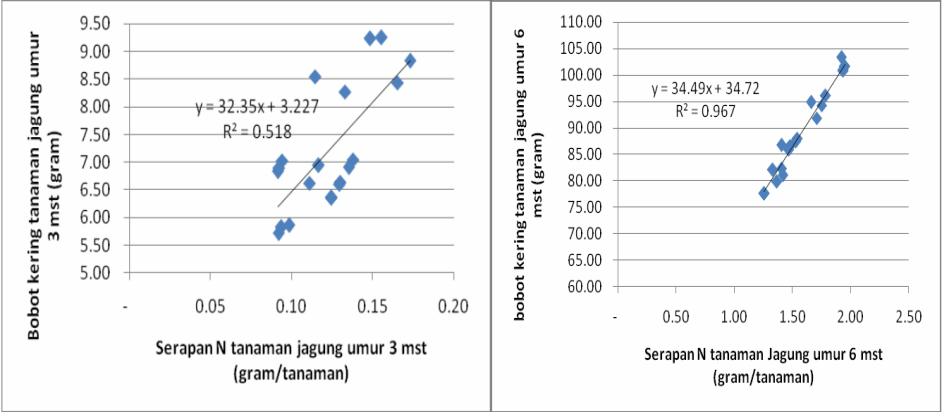 Bobot kering tanaman jagung umur
3 mst (gram)
9.50
9.00
8.50
8.00
7.50
7.00
6.50
6.00
5.50
5.00
y = 32.35x + 3.227
R² = 0.518
-
0.05
0.10
0.15
0.20
Serapan N tanaman jagung umur 3 mst
(gram/tanaman)
bobot kering tanaman jagung umur 6
mst (gram)
110.00
105.00
100.00
95.00
90.00
85.00
80.00
75.00
70.00
65.00
60.00
y = 34.49x + 34.72
R² = 0.967
-
0.50
1.00
1.50
2.00
2.50
Serapan N tanaman Jagung umur 6 mst
(gram/tanaman)